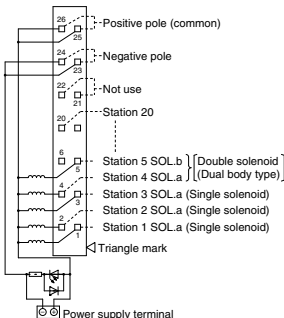 26
Positive pole (common)
25
24
Negative pole
23
22
Not use
21
Station 20
20
6
Station 5 SOL.b
Double solenoid
5
Station 4 SOL.a
(Dual body type)
4
Station 3 SOL.a (Single solenoid)
3
Station 2 SOL.a (Single solenoid)
2
Station 1 SOL.a (Single solenoid)
1
Triangle mark
Power supply terminal